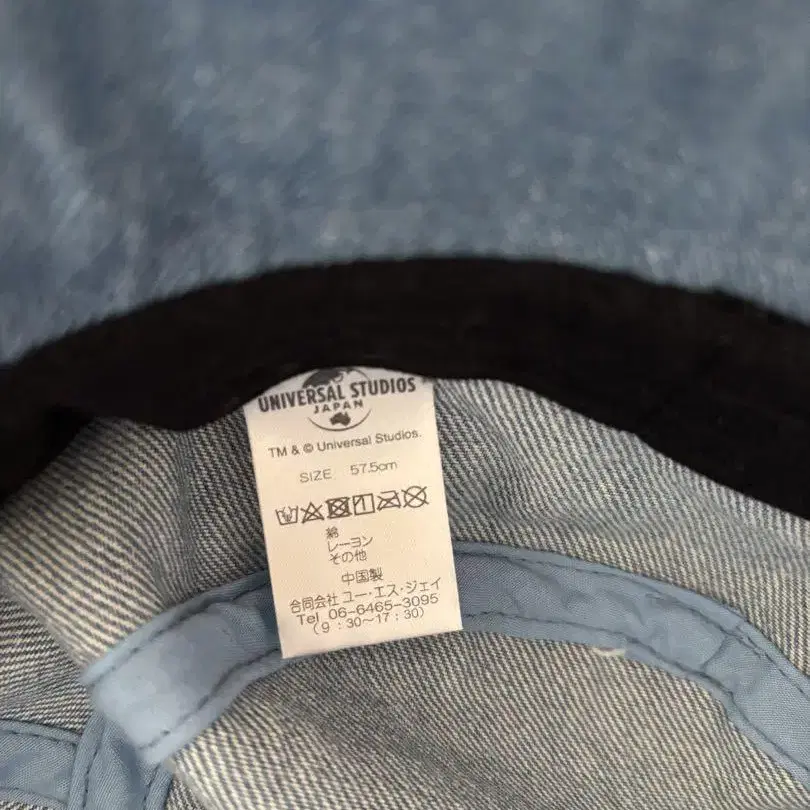 UNIVERSAL STUDIOS
JAPAN
TM & © Universal Studios.
SIZE 57.5cm
綿
レーヨン
その他
中国製
合同会社 ユー・エス・ジェイ
Tel 06-6465-3095
(9:30〜17:30)